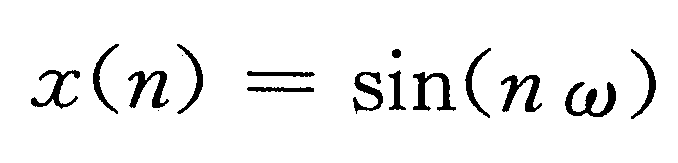 x(n) = sin(n ω)